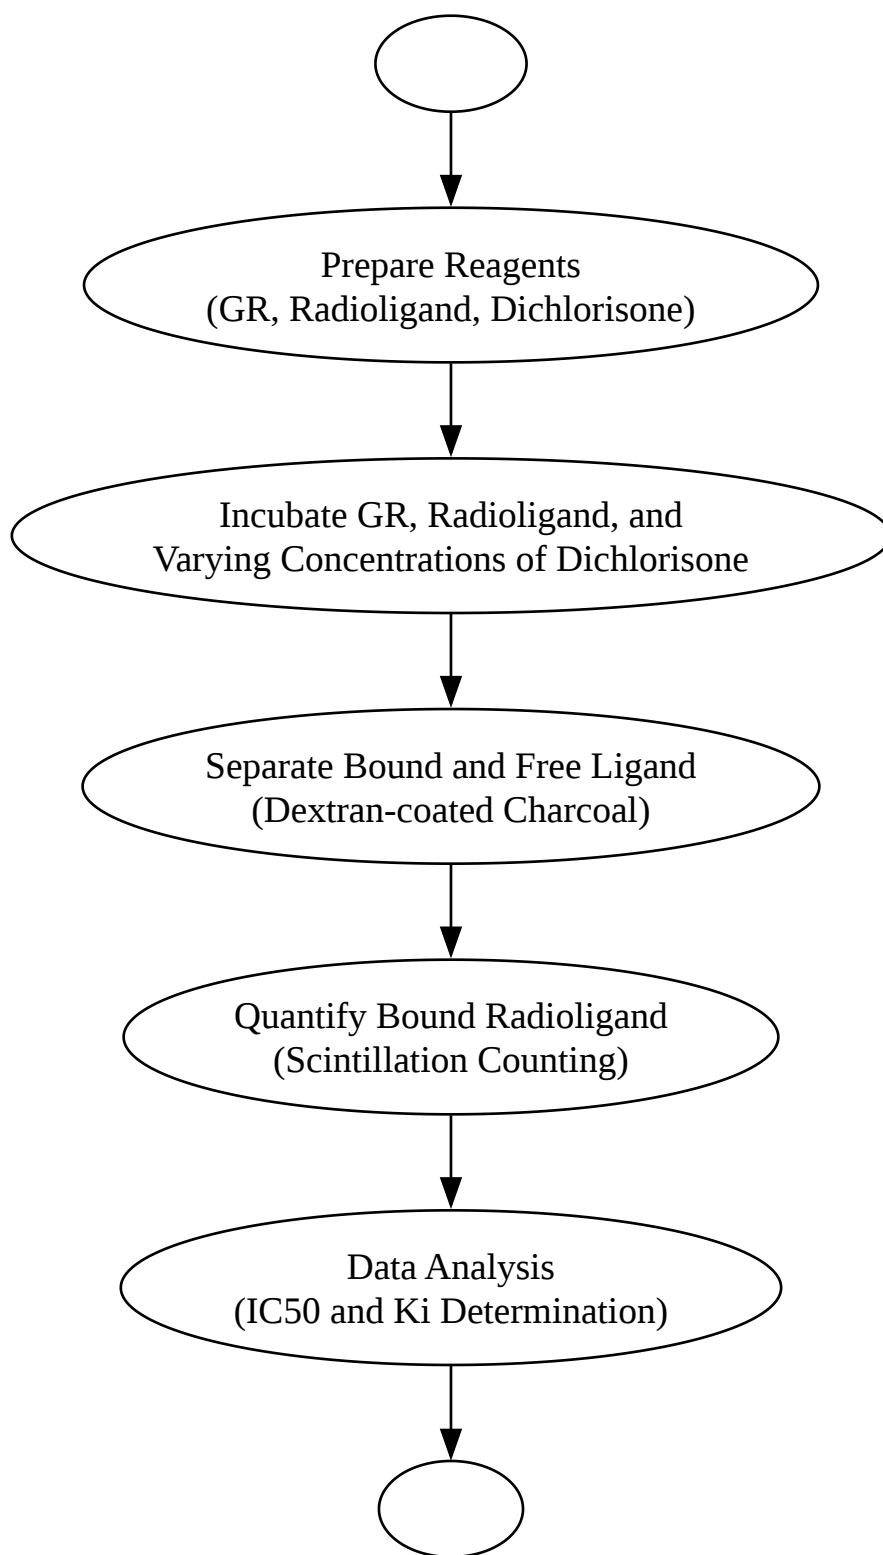 Prepare Reagents
(GR, Radioligand, Dichlorisone)
Incubate GR, Radioligand, and
Varying Concentrations of Dichlorisone
Separate Bound and Free Ligand
(Dextran-coated Charcoal)
Quantify Bound Radioligand
(Scintillation Counting)
Data Analysis
(IC50 and Ki Determination)